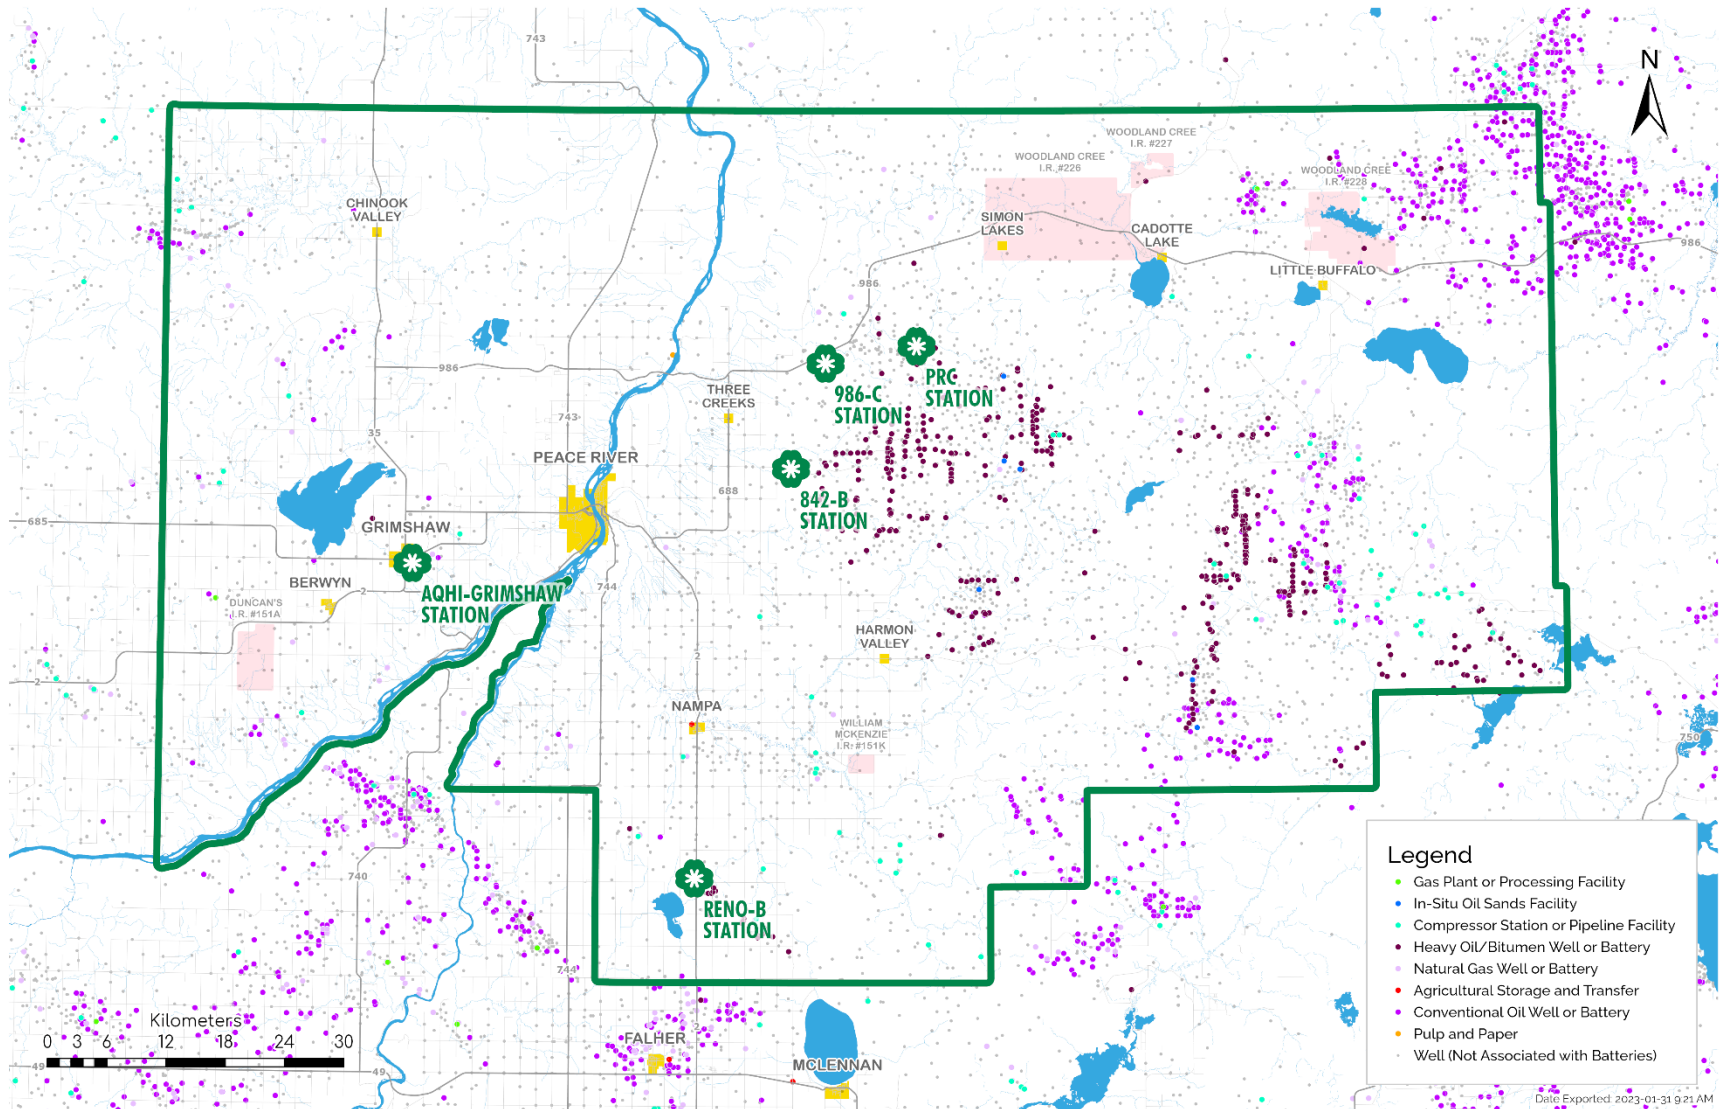 743
N
WOODLAND CREE
I.R. #227
WOODLAND CREE
I.R. #226
WOODLAND CREE
I.R. #228
CHINOOK
VALLEY
SIMON
LAKES
CADOTTE
LAKE
986
LITTLE BUFFALO
986
986
PRC
STATION
986-C
STATION
THREE
CREEKS
743
35
PEACE RIVER
688
842-B
STATION
685
GRIMSHAW
BERWYN
2
744
AQHI-GRIMSHAW
STATION
DUNCAN'S
I.R. #151A
HARMON
VALLEY
2
2
NAMPA
WILLIAM
MCKENZIE
I.R. #151K
750
740
RENO-B
STATION
744
Legend
Gas Plant or Processing Facility
In-Situ Oil Sands Facility
Compressor Station or Pipeline Facility
Heavy Oil/Bitumen Well or Battery
Natural Gas Well or Battery
Agricultural Storage and Transfer
Conventional Oil Well or Battery
Pulp and Paper
Well (Not Associated with Batteries)
Kilometers
0 3 6 12 18 24 30
2
FALHER
MCLENNAN
49
49
Date Exported: 2023-01-31 9:21 AM